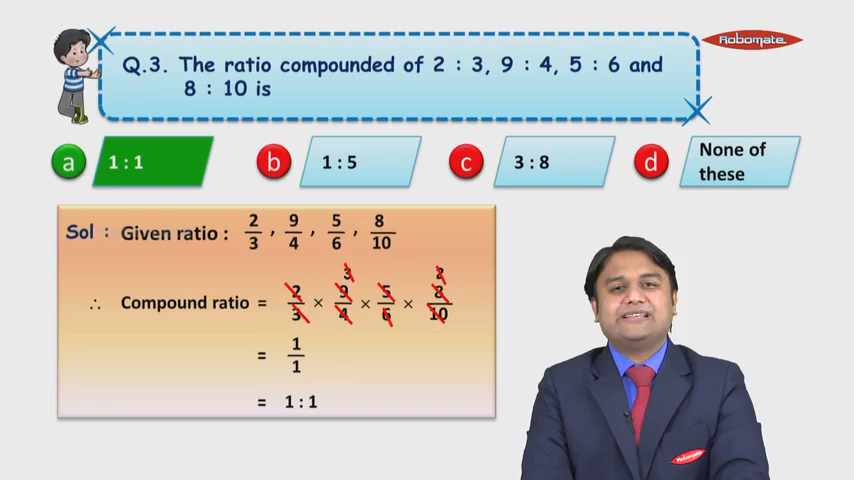 Robomate
Q.3. The ratio compounded of 2 : 3, 9 : 4, 5 : 6 and
8 : 10 is
a 1 : 1 b 1 : 5 c 3 : 8 d None of
these
Sol : Given ratio : 2/3 , 9/4 , 5/6 , 8/10
3 2
∴ Compound ratio = 2/3 × 9/4 × 5/6 × 8/10
= 1/1
= 1 : 1
Robomate